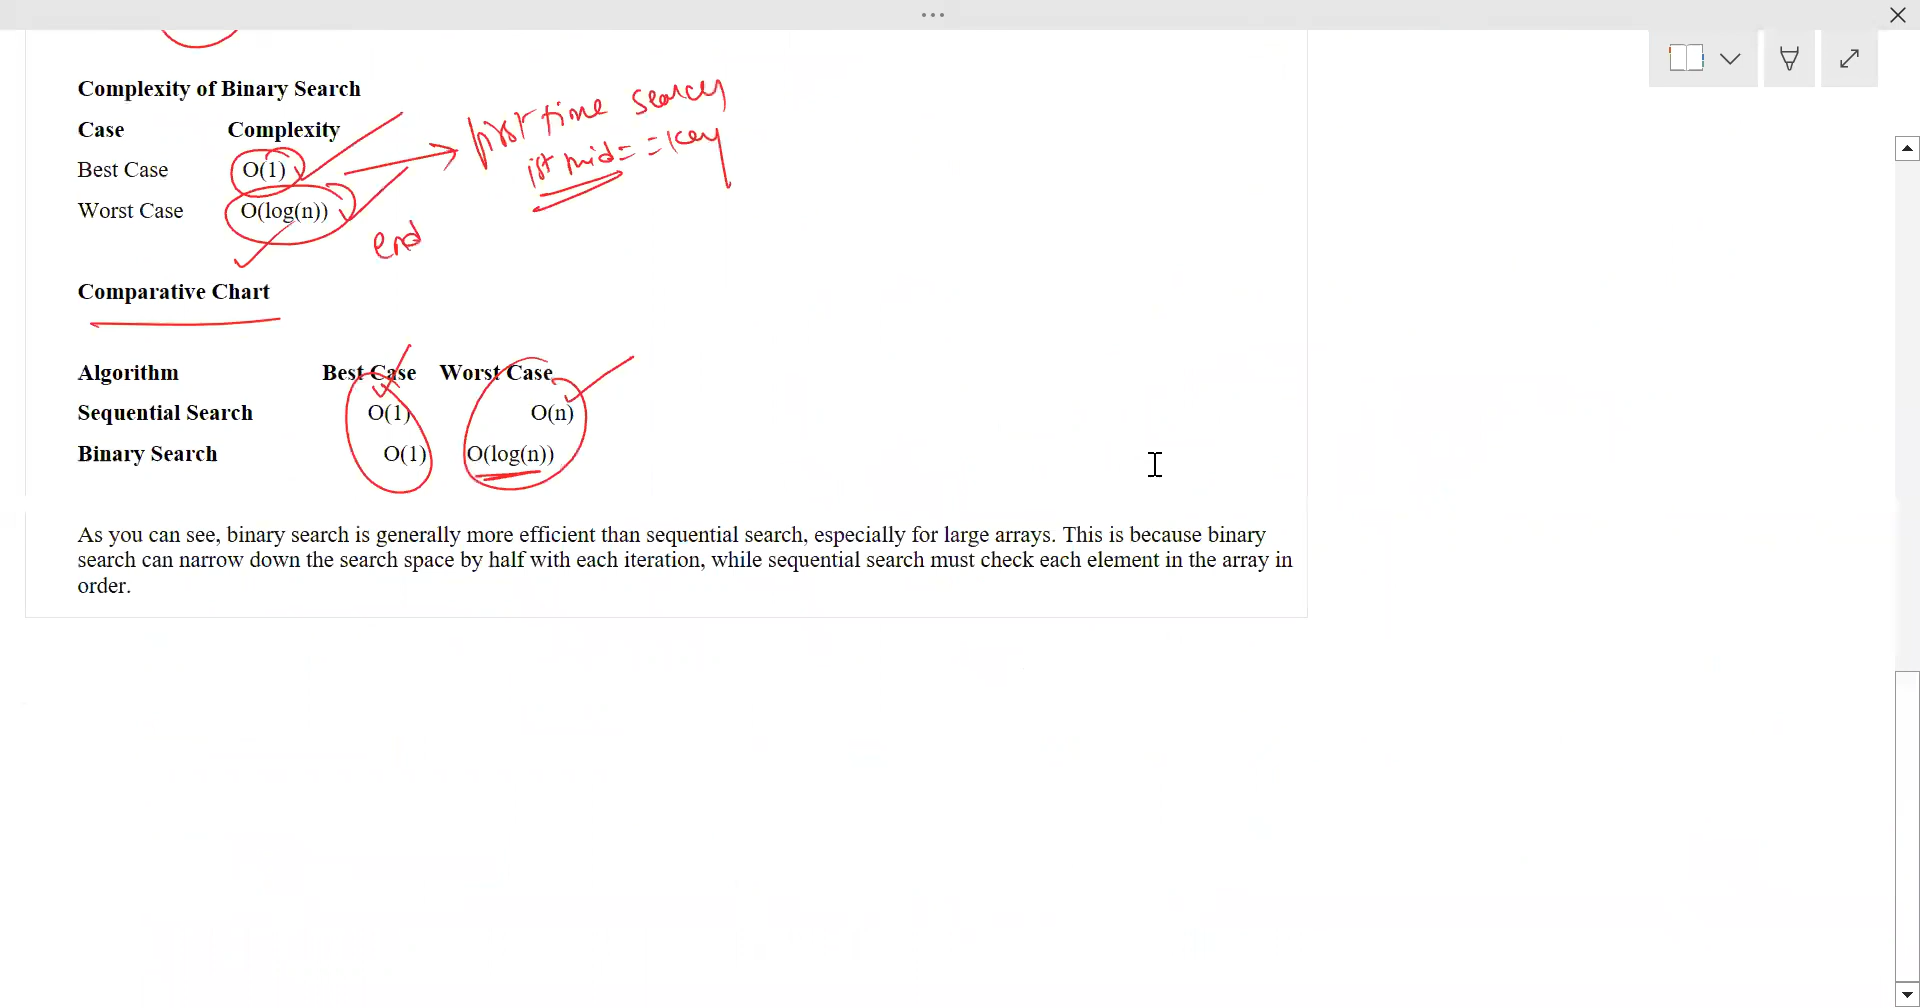 Complexity of Binary Search
Case Complexity
Best Case O(1)
Worst Case O(log(n))
first time search
1st mid = = key
end
Comparative Chart
Algorithm Best Case Worst Case
Sequential Search O(1) O(n)
Binary Search O(1) O(log(n))
As you can see, binary search is generally more efficient than sequential search, especially for large arrays. This is because binary
search can narrow down the search space by half with each iteration, while sequential search must check each element in the array in
order.